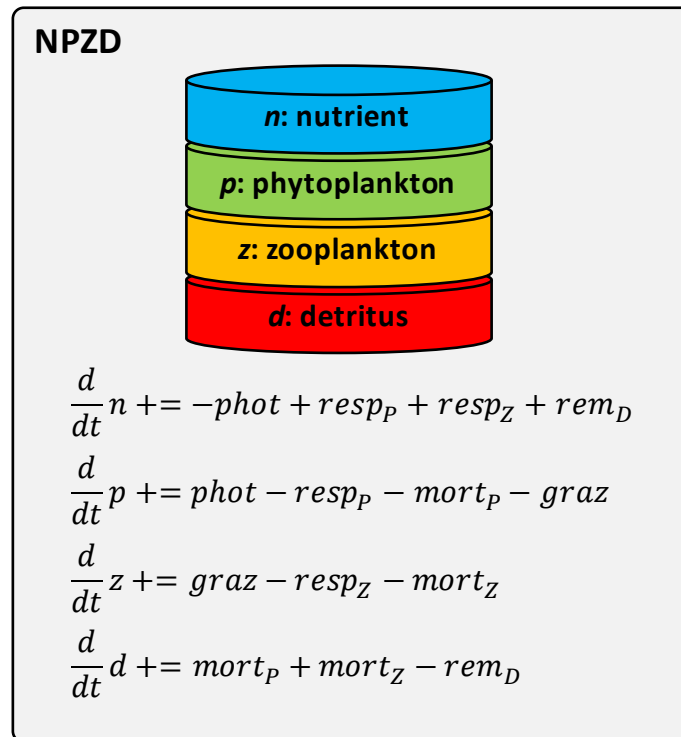 NPZD
n: nutrient
p: phytoplankton
z: zooplankton
d: detritus
d/dt n += −phot + resp_P + resp_Z + rem_D
d/dt p += phot − resp_P − mort_P − graz
d/dt z += graz − resp_Z − mort_Z
d/dt d += mort_P + mort_Z − rem_D